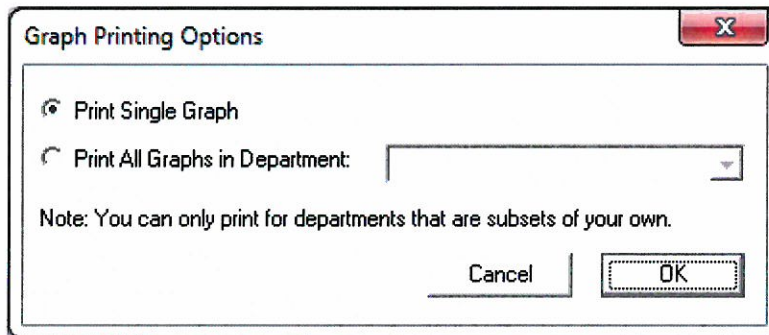 Graph Printing Options
Print Single Graph
Print All Graphs in Department:
Note: You can only print for departments that are subsets of your own.
Cancel OK